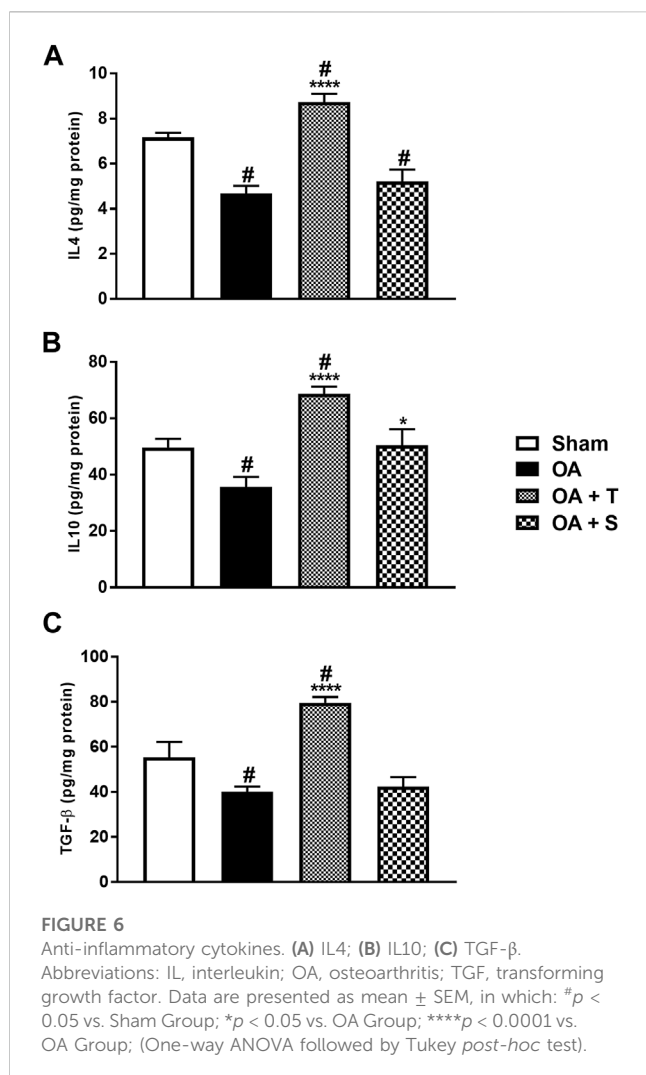 A
IL4 (pg/mg protein)
10
8
6
4
2
0
#
#
****
#
B
IL10 (pg/mg protein)
80
60
40
20
0
#
#
****
*
Sham
OA
OA + T
OA + S
C
TGF-β (pg/mg protein)
100
80
60
40
20
0
#
#
****
FIGURE 6
Anti-inflammatory cytokines. (A) IL4; (B) IL10; (C) TGF-β.
Abbreviations: IL, interleukin; OA, osteoarthritis; TGF, transforming
growth factor. Data are presented as mean ± SEM, in which: #p <
0.05 vs. Sham Group; *p < 0.05 vs. OA Group; ****p < 0.0001 vs.
OA Group; (One-way ANOVA followed by Tukey post-hoc test).